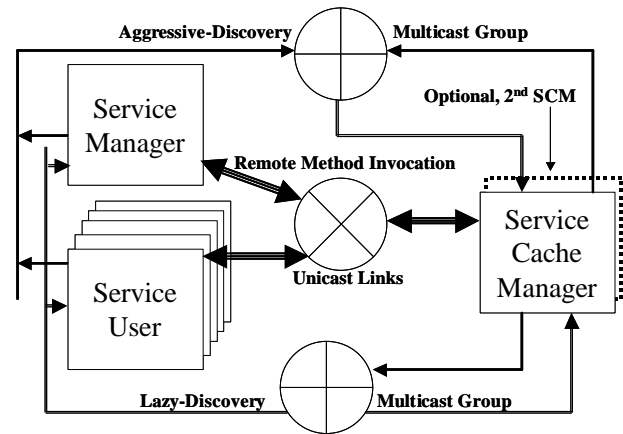 Aggressive-Discovery Multicast Group
Optional, 2nd SCM
Service
Manager
Remote Method Invocation
Service
Cache
Manager
Service
User
Unicast Links
Lazy-Discovery Multicast Group